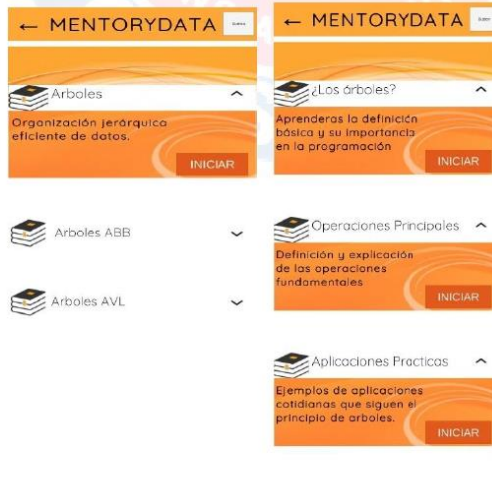 ← MENTORYDATA
Arboles
Organización jerárquica
eficiente de datos.
INICIAR
Arboles ABB
Arboles AVL
← MENTORYDATA
¿Los árboles?
Aprenderas la definición
básica y su importancia
en la programación
INICIAR
Operaciones Principales
Definición y explicación
de las operaciones
fundamentales
INICIAR
Aplicaciones Practicas
Ejemplos de aplicaciones
cotidianas que siguen el
principio de arboles.
INICIAR